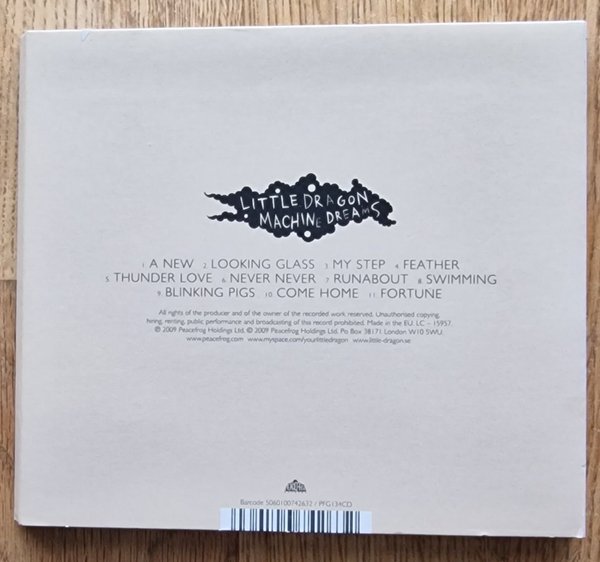 LITTLE DRAGON
MACHINE DREAMS
1 A NEW 2 LOOKING GLASS 3 MY STEP 4 FEATHER
5 THUNDER LOVE 6 NEVER NEVER 7 RUNABOUT 8 SWIMMING
9 BLINKING PIGS 10 COME HOME 11 FORTUNE
All rights of the producer and of the owner of the recorded work reserved. Unauthorised copying,
hiring, renting, public performance and broadcasting of this record prohibited. Made in the EU. LC – 15957.
℗ 2009 Peacefrog Holdings Ltd. © 2009 Peacefrog Holdings Ltd. Po Box 38171. London W10 5WU.
www.peacefrog.com www.myspace.com/yourlittledragon www.little-dragon.se
Barcode 5060100742632 / PFG134CD